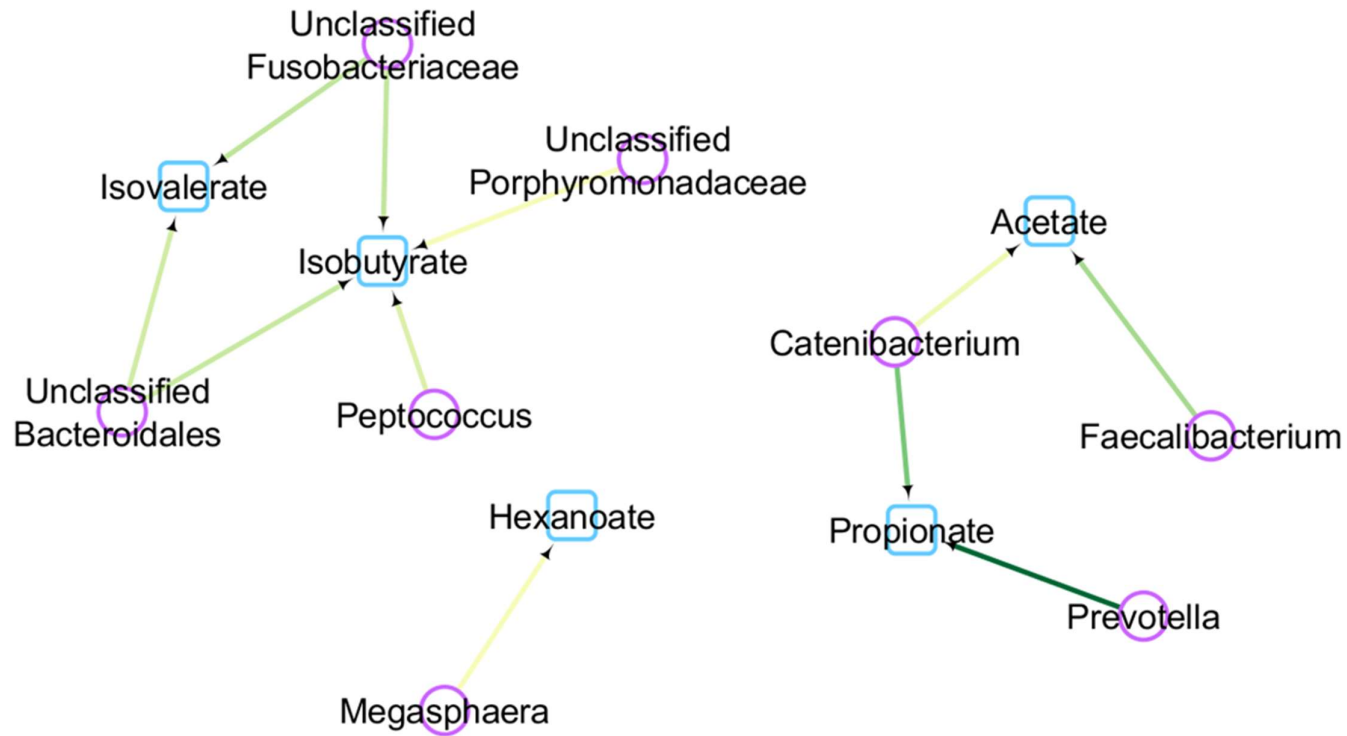 Unclassified
Fusobacteriaceae
Unclassified
Porphyromonadaceae
Isovalerate
Acetate
Isobutyrate
Catenibacterium
Unclassified
Bacteroidales
Peptococcus
Faecalibacterium
Hexanoate
Propionate
Prevotella
Megasphaera